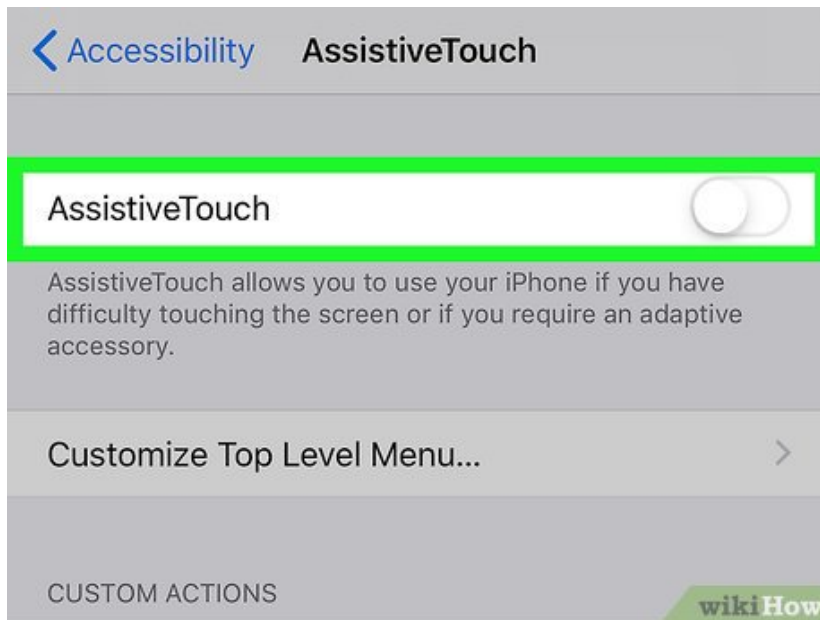 Accessibility AssistiveTouch
AssistiveTouch
AssistiveTouch allows you to use your iPhone if you have
difficulty touching the screen or if you require an adaptive
accessory.
Customize Top Level Menu...
CUSTOM ACTIONS
wikiHow